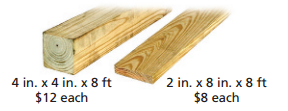 4 in. x 4 in. x 8 ft
$12 each
2 in. x 8 in. x 8 ft
$8 each